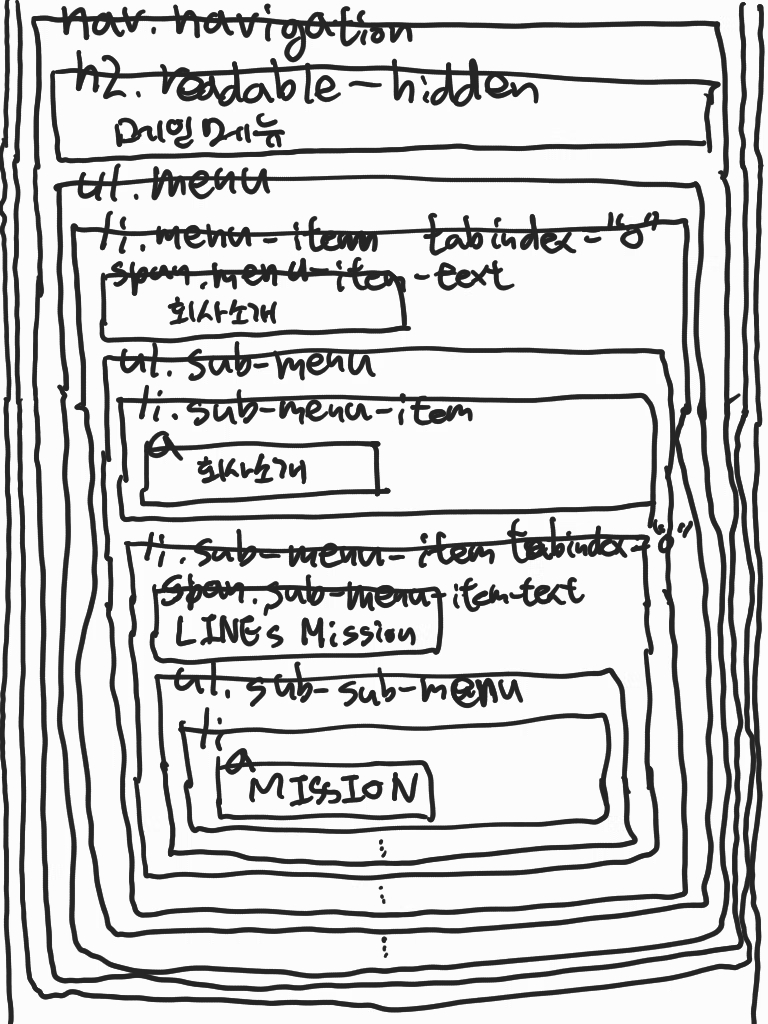 nav. navigation
h2. readable-hidden
메인메뉴
ul. menu
li. menu-item tabindex="0"
span.menu-item-text
회사소개
ul. sub-menu
li. sub-menu-item
a
회사소개
li. sub-menu-item tabindex="0"
span.sub-menu-item-text
LINEs Mission
ul. sub-sub-menu
li
a
MISSION